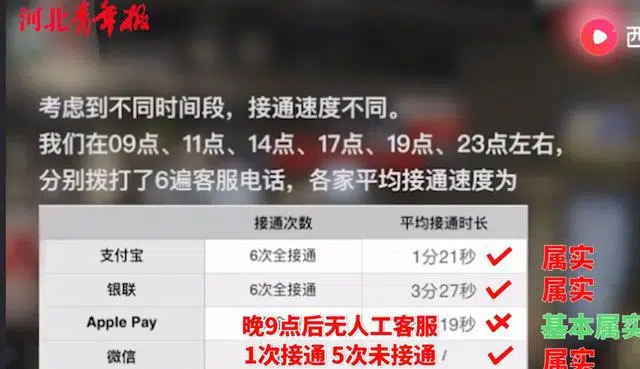 河北青年报
西
考虑到不同时间段，接通速度不同。
我们在09点、11点、14点、17点、19点、23点左右，
分别拨打了6遍客服电话，各家平均接通速度为
接通次数 平均接通时长
支付宝 6次全接通 1分21秒 属实
银联 6次全接通 3分27秒 属实
Apple Pay 晚9点后无人工客服 19秒 基本属实
微信 1次接通 5次未接通 / 属实